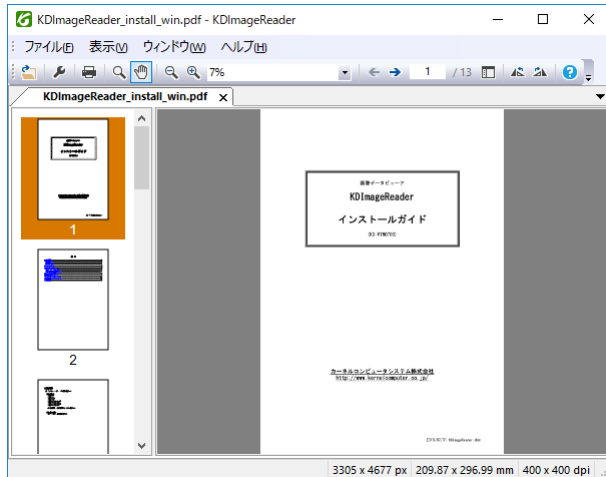 KDImageReader_install_win.pdf - KDImageReader
ファイル(F) 表示(V) ウィンドウ(W) ヘルプ(H)
7% 1 / 13
KDImageReader_install_win.pdf x
1
2
画像データビューア
KDImageReader
インストールガイド
カーネルコンピュータシステム株式会社
http://www.kernelcomputer.co.jp/
3305 x 4677 px 209.87 x 296.99 mm 400 x 400 dpi